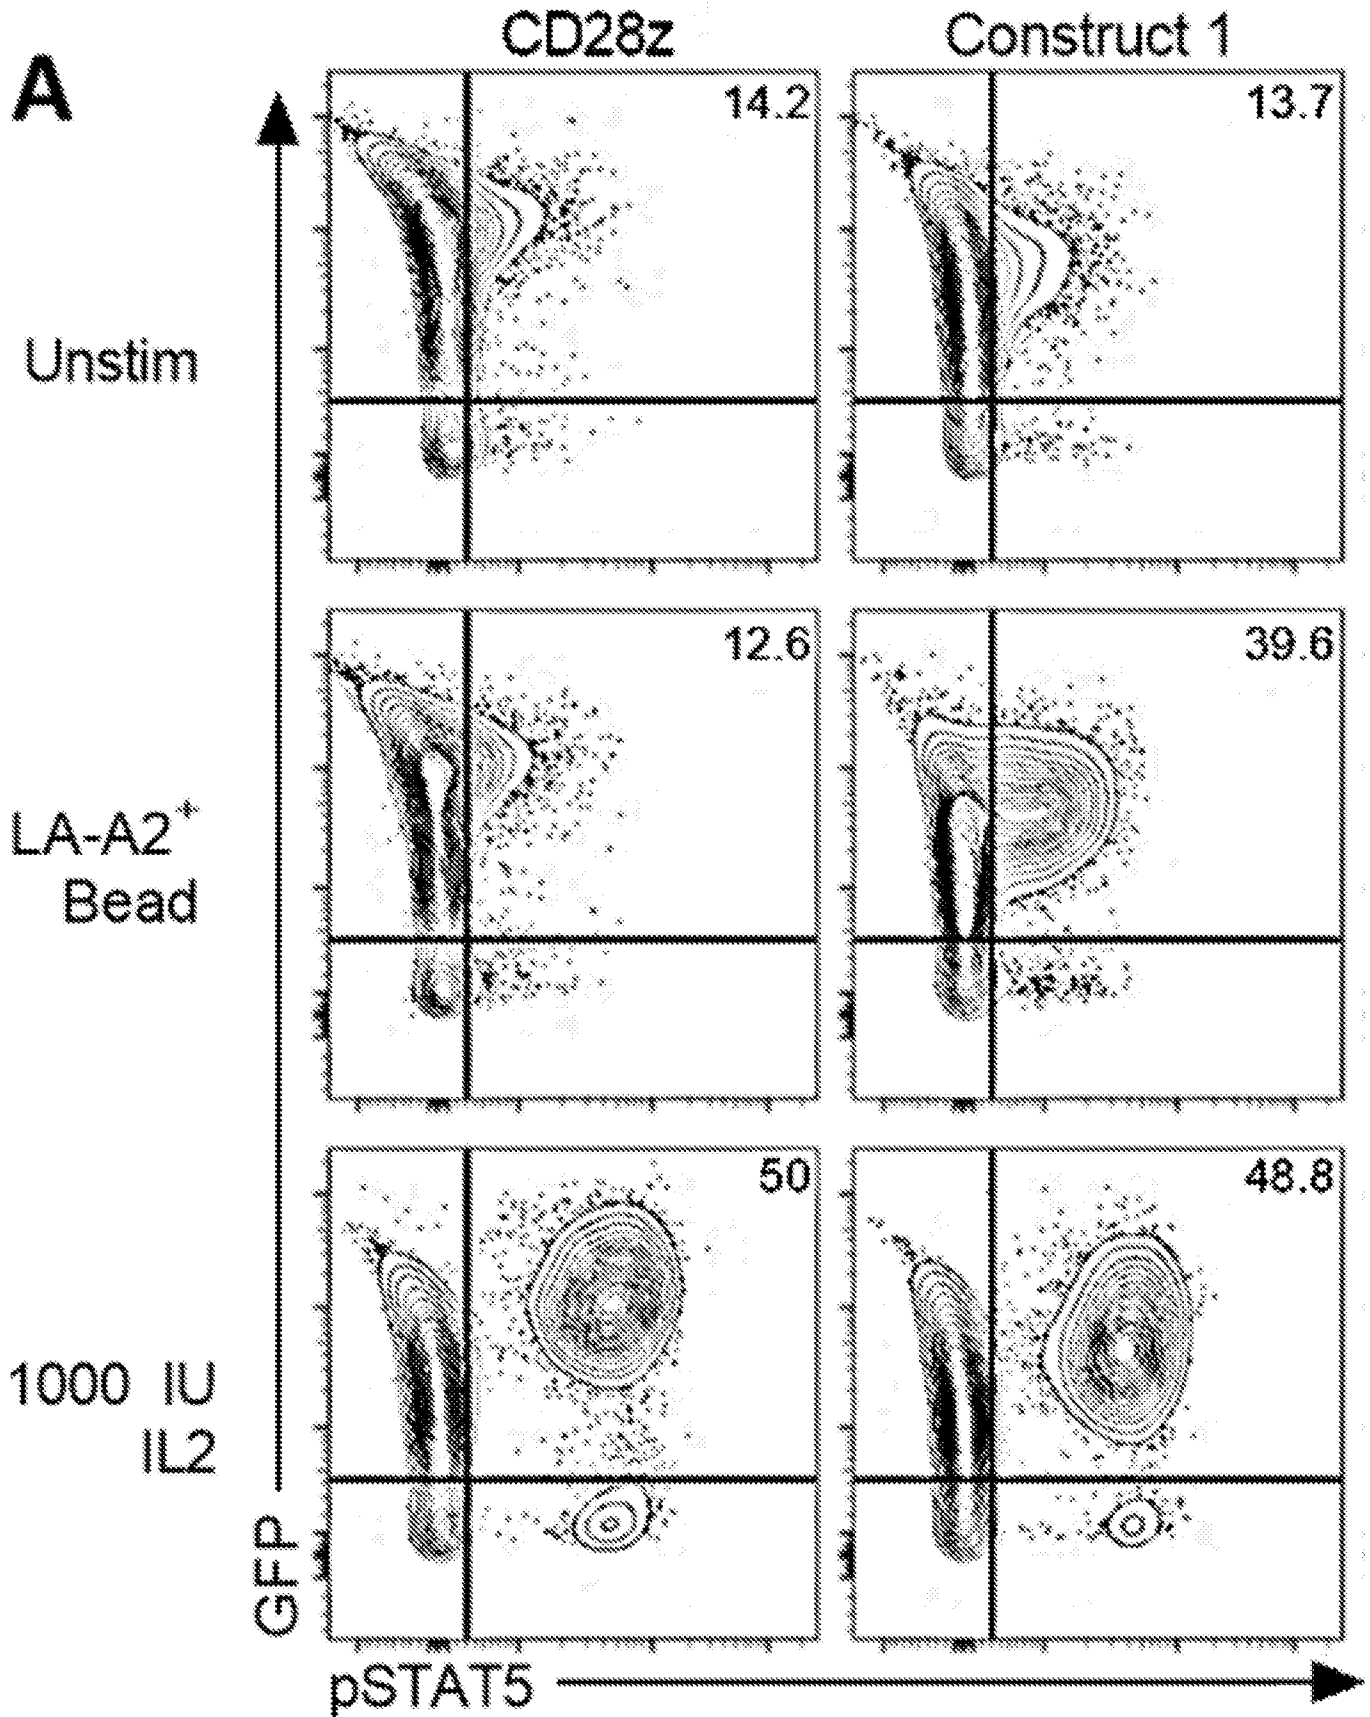 A
CD28z
Construct 1
14.2
13.7
Unstim
12.6
39.6
LA-A2⁺
Bead
50
48.8
1000 IU
IL2
GFP
pSTAT5